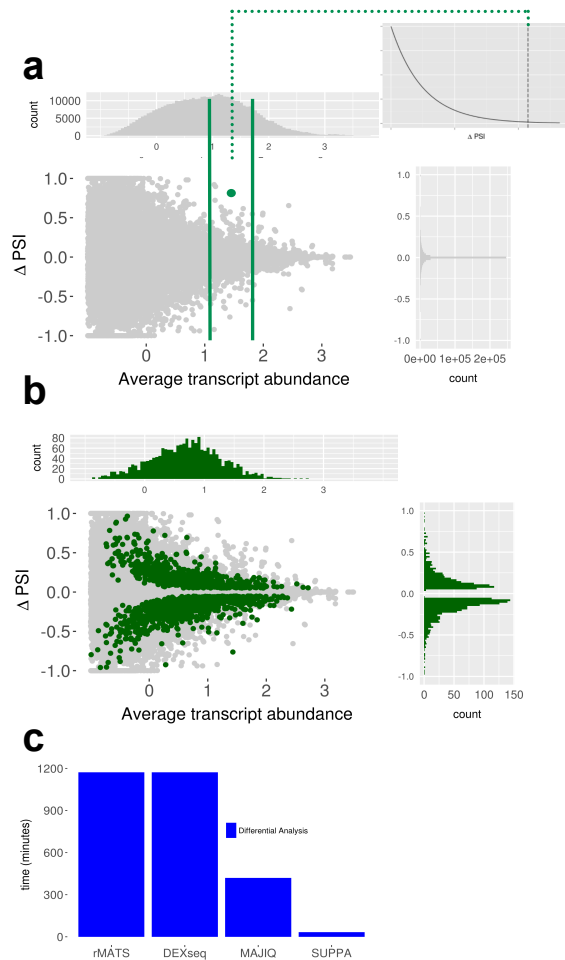 a
count
10000
5000
0
0 1 2 3
Δ PSI
Δ PSI
1.0
0.5
0.0
-0.5
-1.0
0 1 2 3
Average transcript abundance
1.0
0.5
0.0
-0.5
-1.0
0e+00 1e+05 2e+05
count
b
count
80
60
40
20
0
0 1 2 3
Δ PSI
1.0
0.5
0.0
-0.5
-1.0
0 1 2 3
Average transcript abundance
1.0
0.5
0.0
-0.5
-1.0
0 50 100 150
count
c
time (minutes)
1200
900
600
300
0
Differential Analysis
rMATS DEXseq MAJIQ SUPPA